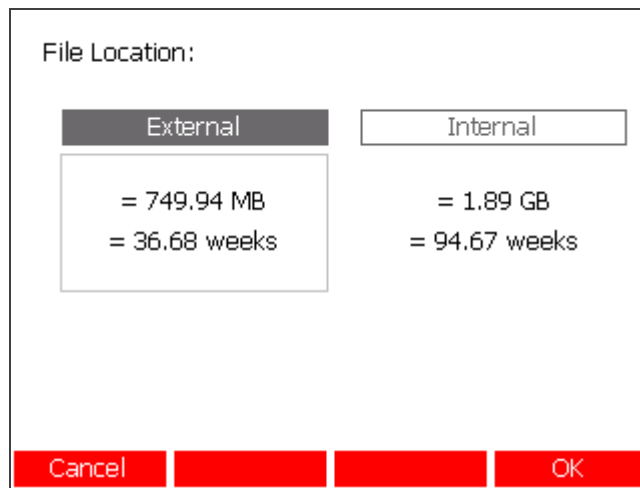 File Location:
External
Internal
= 749.94 MB
= 36.68 weeks
= 1.89 GB
= 94.67 weeks
Cancel
OK